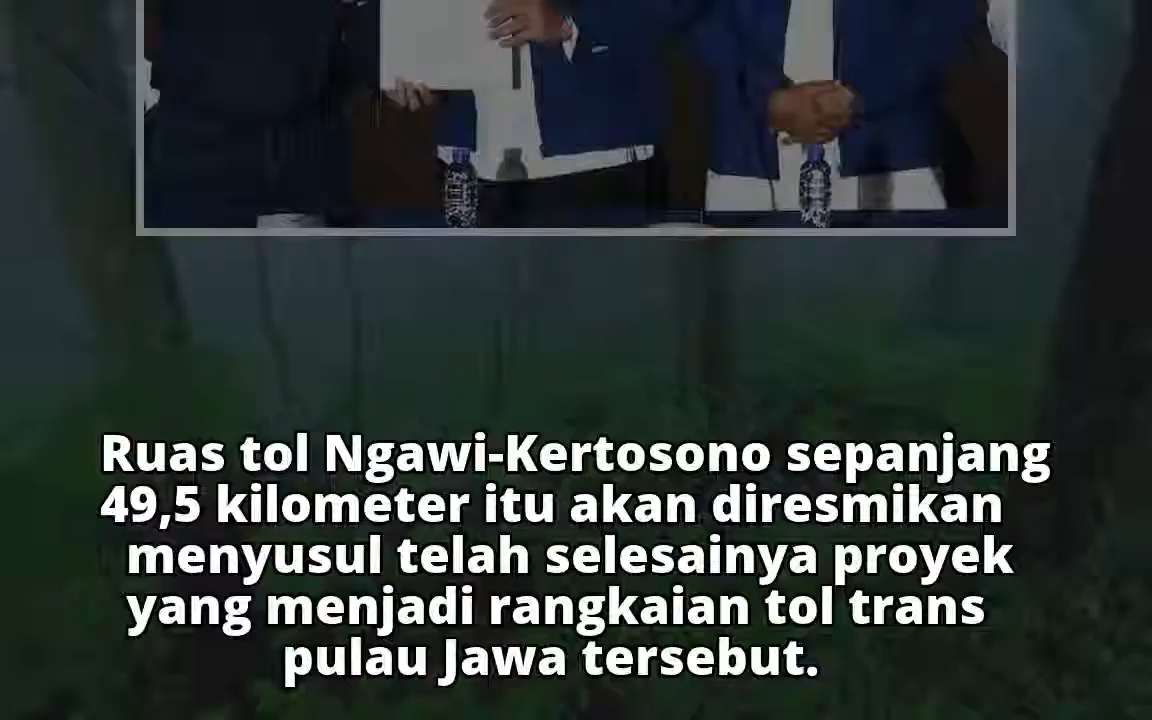 Ruas tol Ngawi-Kertosono sepanjang
49,5 kilometer itu akan diresmikan
menyusul telah selesainya proyek
yang menjadi rangkaian tol trans
pulau Jawa tersebut.